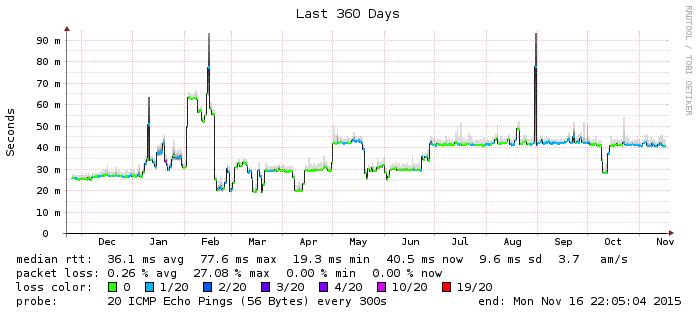 Last 360 Days
RRDTOOL / TOBI OETIKER
Seconds
90 m
80 m
70 m
60 m
50 m
40 m
30 m
20 m
10 m
0
Dec Jan Feb Mar Apr May Jun Jul Aug Sep Oct Nov
median rtt: 36.1 ms avg 77.6 ms max 19.3 ms min 40.5 ms now 9.6 ms sd 3.7 am/s
packet loss: 0.26 % avg 27.08 % max 0.00 % min 0.00 % now
loss color: 0 1/20 2/20 3/20 4/20 10/20 19/20
probe: 20 ICMP Echo Pings (56 Bytes) every 300s end: Mon Nov 16 22:05:04 2015